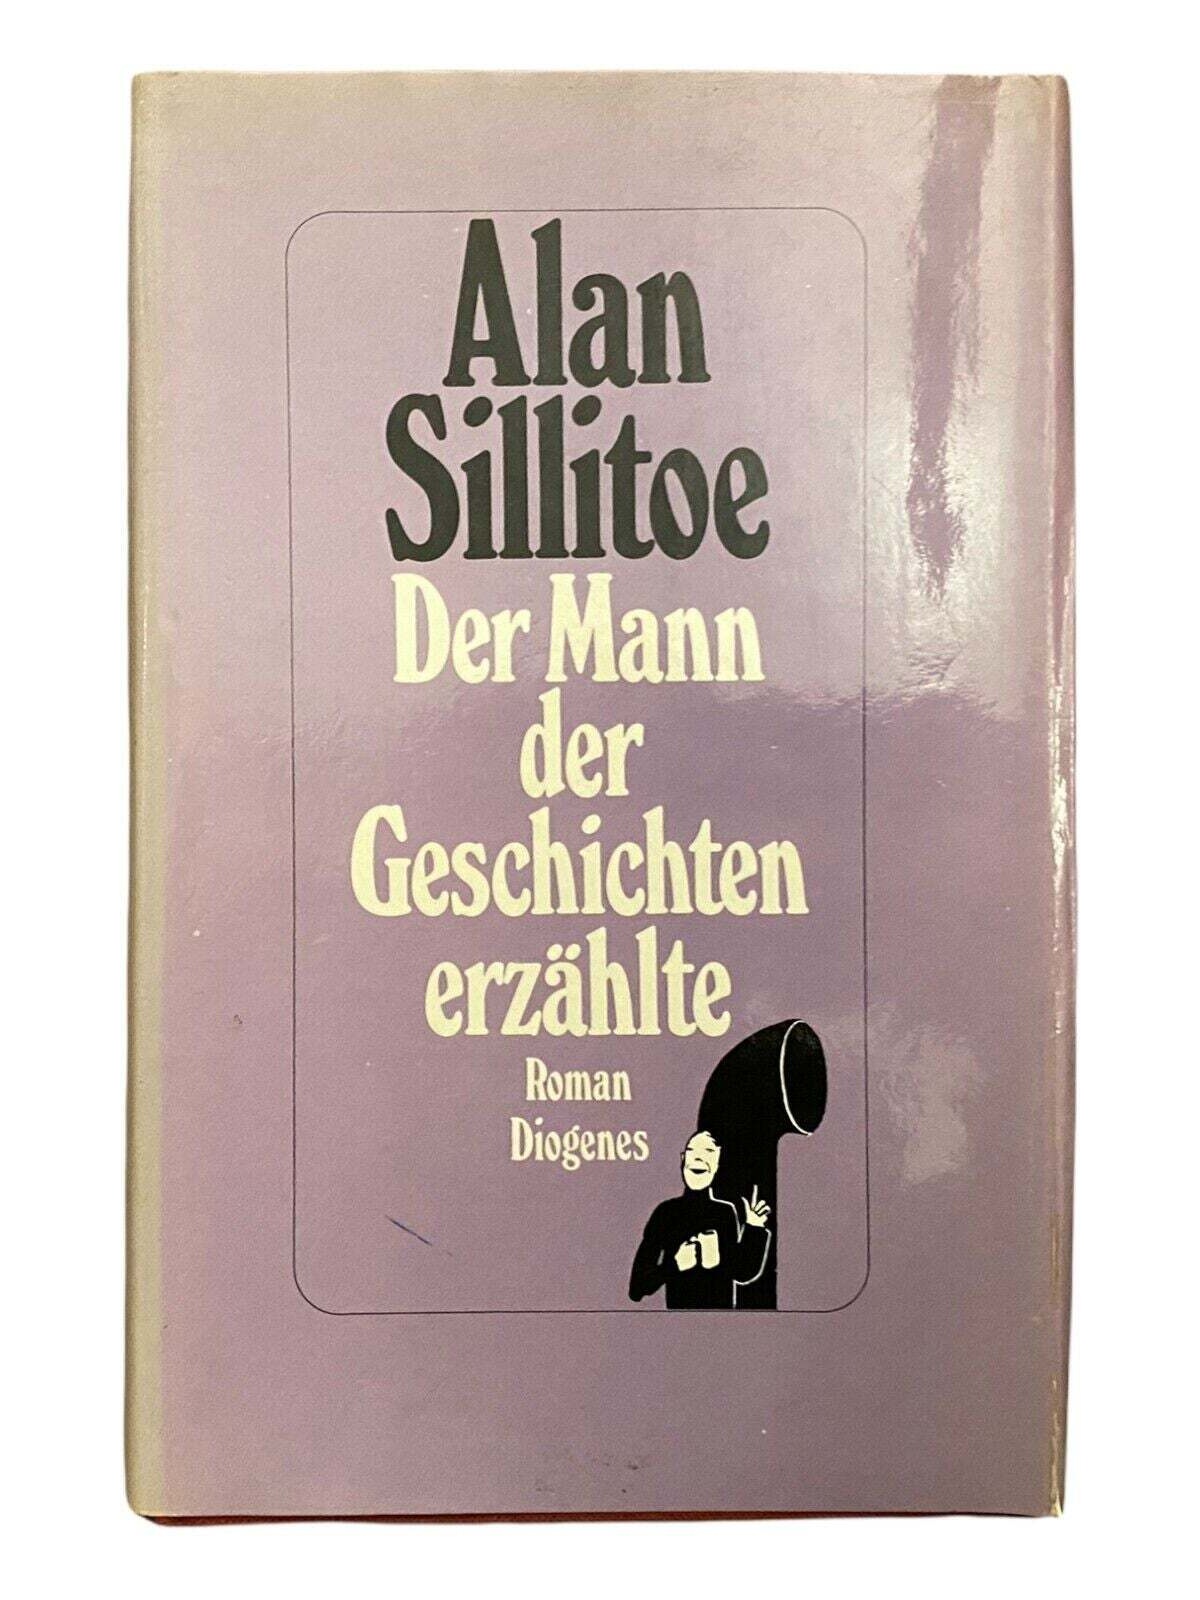 Alan
Sillitoe
Der Mann
der
Geschichten
erzählte
Roman
Diogenes